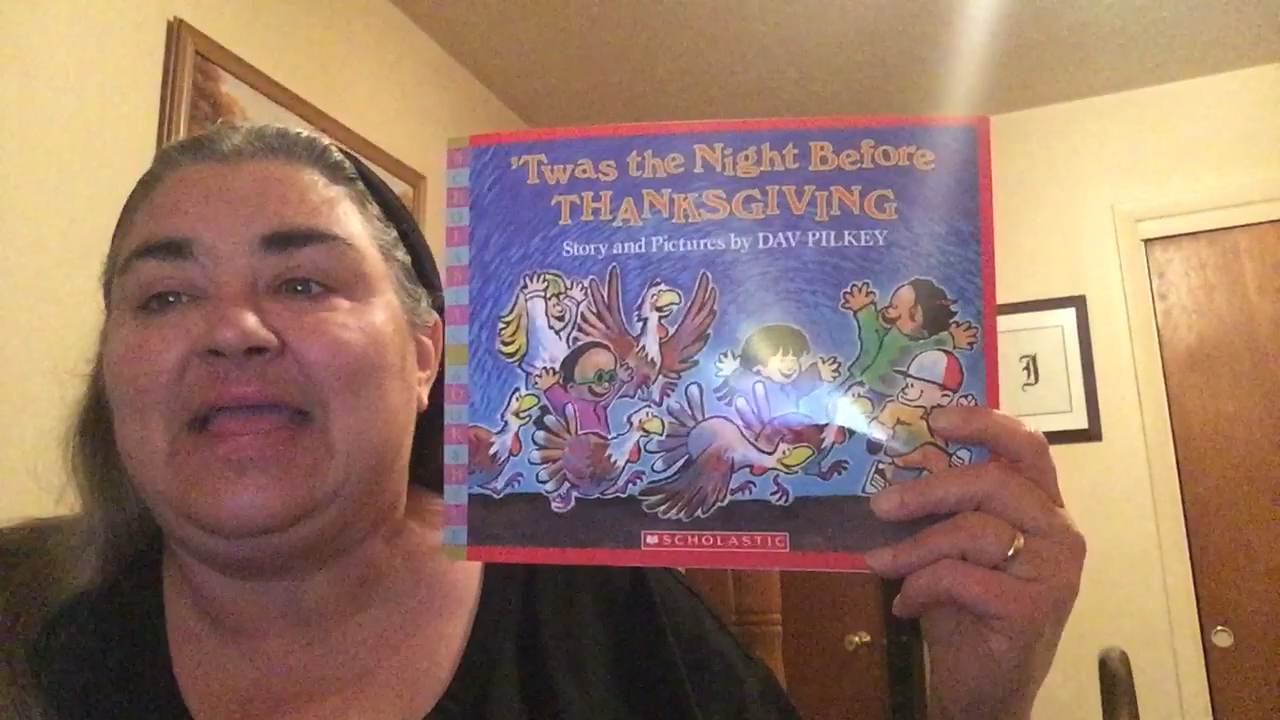 'Twas the Night Before
THANKSGIVING
Story and Pictures by DAV PILKEY
SCHOLASTIC
J